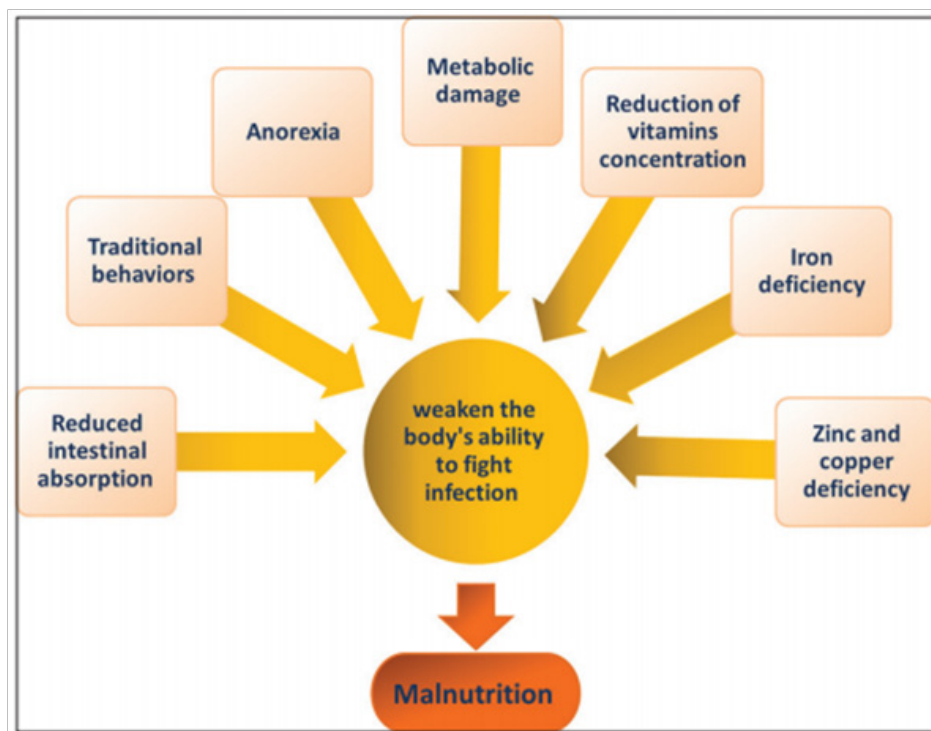 Metabolic
damage
Anorexia
Reduction of
vitamins
concentration
Traditional
behaviors
Iron
deficiency
Reduced
intestinal
absorption
weaken the
body's ability
to fight
infection
Zinc and
copper
deficiency
Malnutrition